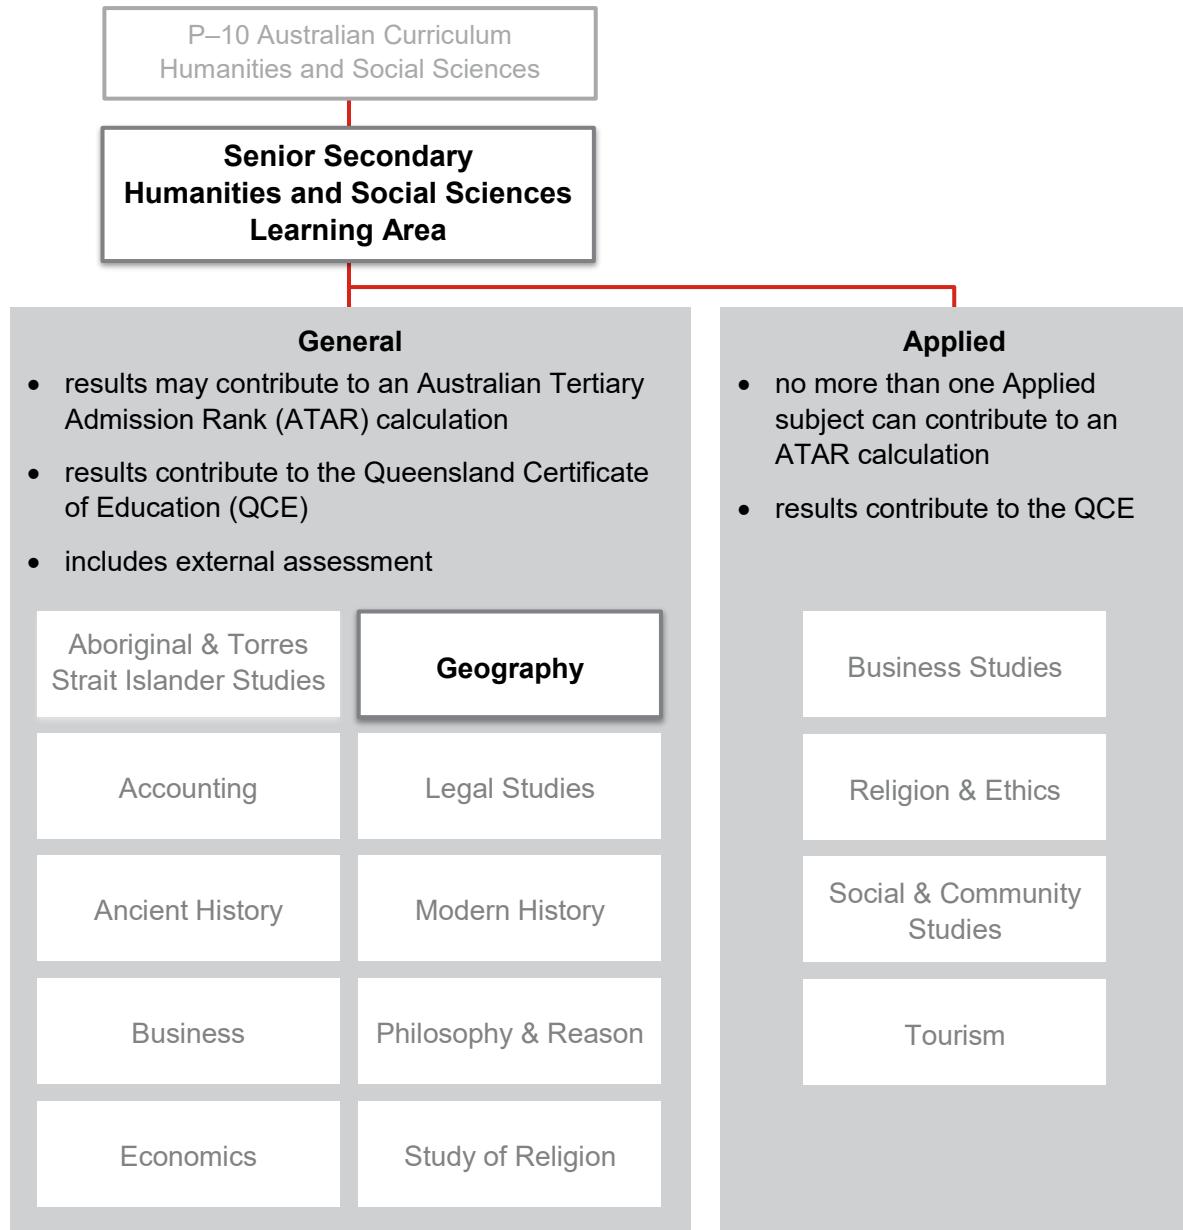 P–10 Australian Curriculum
Humanities and Social Sciences
Senior Secondary
Humanities and Social Sciences
Learning Area
General
• results may contribute to an Australian Tertiary
Admission Rank (ATAR) calculation
• results contribute to the Queensland Certificate
of Education (QCE)
• includes external assessment
Aboriginal & Torres
Strait Islander Studies
Geography
Accounting
Legal Studies
Ancient History
Modern History
Business
Philosophy & Reason
Economics
Study of Religion
Applied
• no more than one Applied
subject can contribute to an
ATAR calculation
• results contribute to the QCE
Business Studies
Religion & Ethics
Social & Community
Studies
Tourism